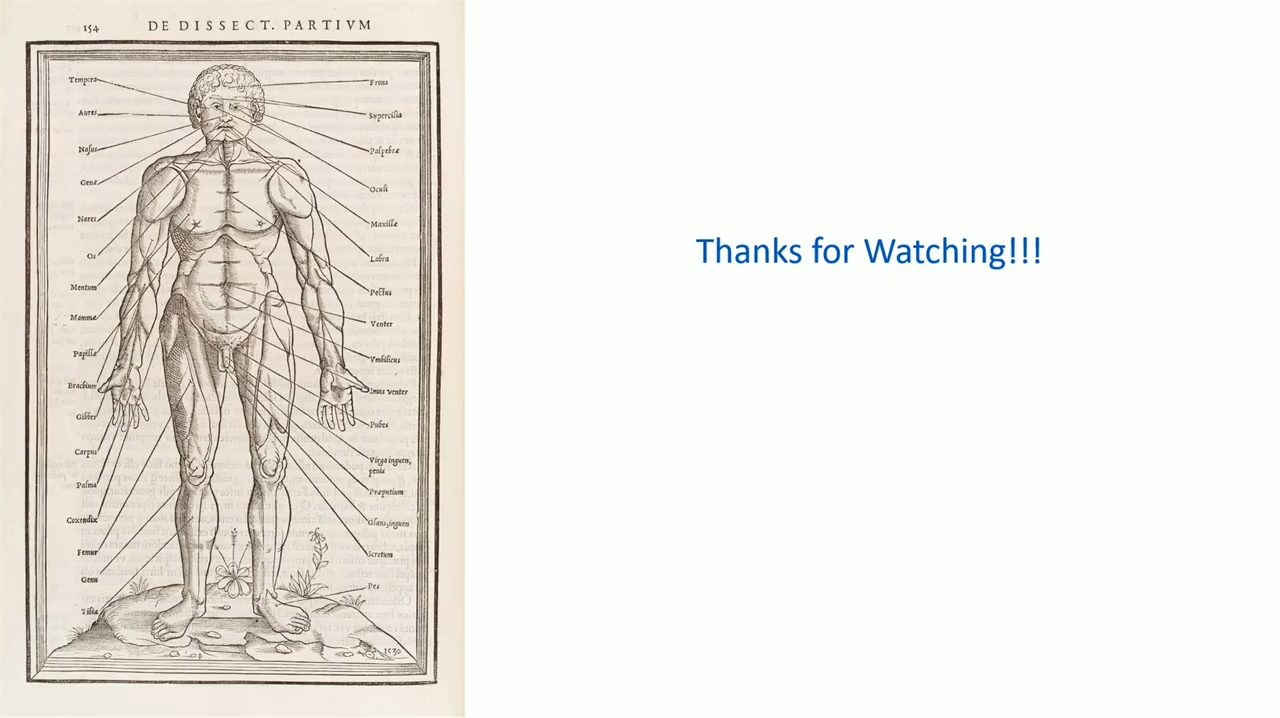 154 DE DISSECT. PARTIVM
Tempora
Aures
Nasus
Genæ
Nares
Os
Mentum
Mammæ
Papillæ
Brachium
Gibber
Carpus
Palma
Coxendix
Femur
Genu
Tibia
Frons
Supercilia
Palpebræ
Oculi
Maxillæ
Labra
Pectus
Venter
Vmbilicus
Imus venter
Pubes
Virga inguen,
penis
Præputium
Glans, inguen
Scrotum
Pes
1530
Thanks for Watching!!!